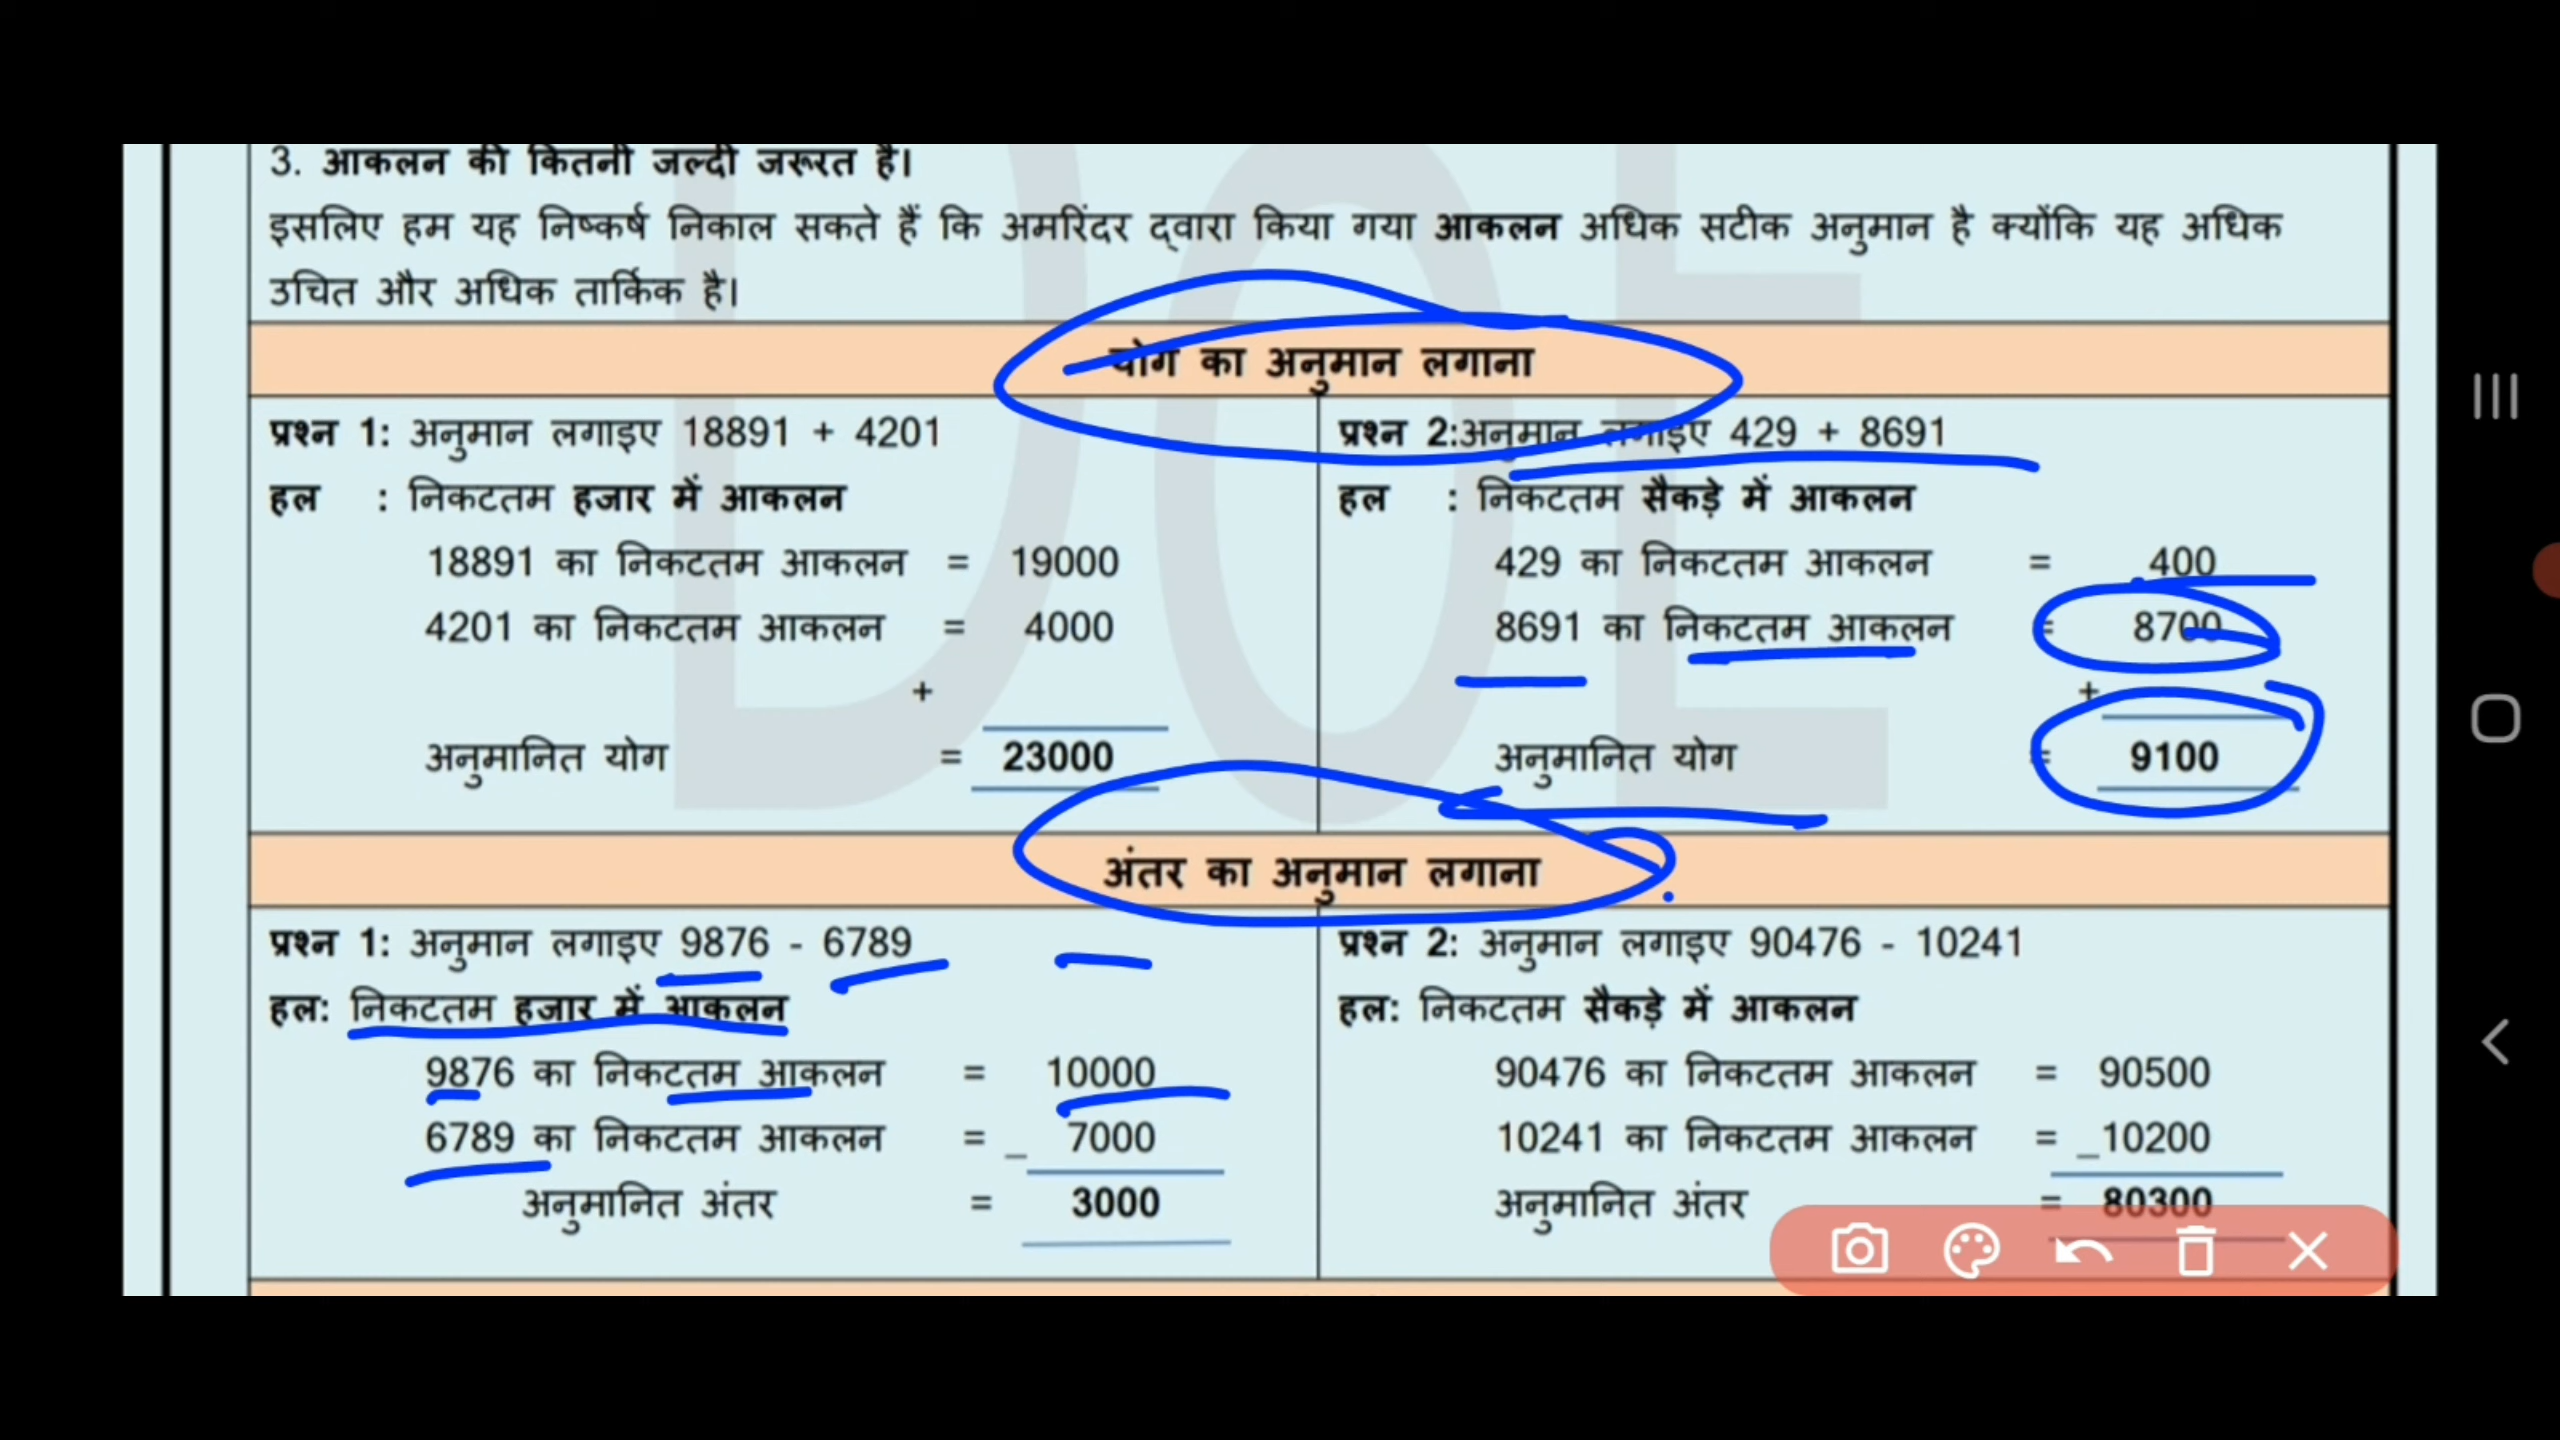 3. आकलन की कितनी जल्दी जरूरत है।
इसलिए हम यह निष्कर्ष निकाल सकते हैं कि अमरिंदर द्वारा किया गया आकलन अधिक सटीक अनुमान है क्योंकि यह अधिक
उचित और अधिक तार्किक है।
योग का अनुमान लगाना
प्रश्न 1: अनुमान लगाइए 18891 + 4201
हल : निकटतम हजार में आकलन
18891 का निकटतम आकलन = 19000
4201 का निकटतम आकलन = 4000
+
अनुमानित योग = 23000
प्रश्न 2:अनुमान लगाइए 429 + 8691
हल : निकटतम सैकड़े में आकलन
429 का निकटतम आकलन = 400
8691 का निकटतम आकलन = 8700
+
अनुमानित योग = 9100
अंतर का अनुमान लगाना
प्रश्न 1: अनुमान लगाइए 9876 - 6789
हल: निकटतम हजार में आकलन
9876 का निकटतम आकलन = 10000
6789 का निकटतम आकलन = _ 7000
अनुमानित अंतर = 3000
प्रश्न 2: अनुमान लगाइए 90476 - 10241
हल: निकटतम सैकड़े में आकलन
90476 का निकटतम आकलन = 90500
10241 का निकटतम आकलन = _10200
अनुमानित अंतर = 80300
DOE